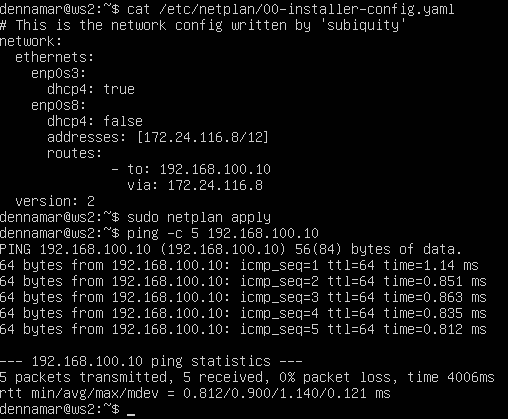 dennamar@ws2:~$ cat /etc/netplan/00-installer-config.yaml
# This is the network config written by 'subiquity'
network:
  ethernets:
    enp0s3:
      dhcp4: true
    enp0s8:
      dhcp4: false
      addresses: [172.24.116.8/12]
      routes:
              - to: 192.168.100.10
                via: 172.24.116.8
  version: 2
dennamar@ws2:~$ sudo netplan apply
dennamar@ws2:~$ ping -c 5 192.168.100.10
PING 192.168.100.10 (192.168.100.10) 56(84) bytes of data.
64 bytes from 192.168.100.10: icmp_seq=1 ttl=64 time=1.14 ms
64 bytes from 192.168.100.10: icmp_seq=2 ttl=64 time=0.851 ms
64 bytes from 192.168.100.10: icmp_seq=3 ttl=64 time=0.863 ms
64 bytes from 192.168.100.10: icmp_seq=4 ttl=64 time=0.835 ms
64 bytes from 192.168.100.10: icmp_seq=5 ttl=64 time=0.812 ms

--- 192.168.100.10 ping statistics ---
5 packets transmitted, 5 received, 0% packet loss, time 4006ms
rtt min/avg/max/mdev = 0.812/0.900/1.140/0.121 ms
dennamar@ws2:~$ _